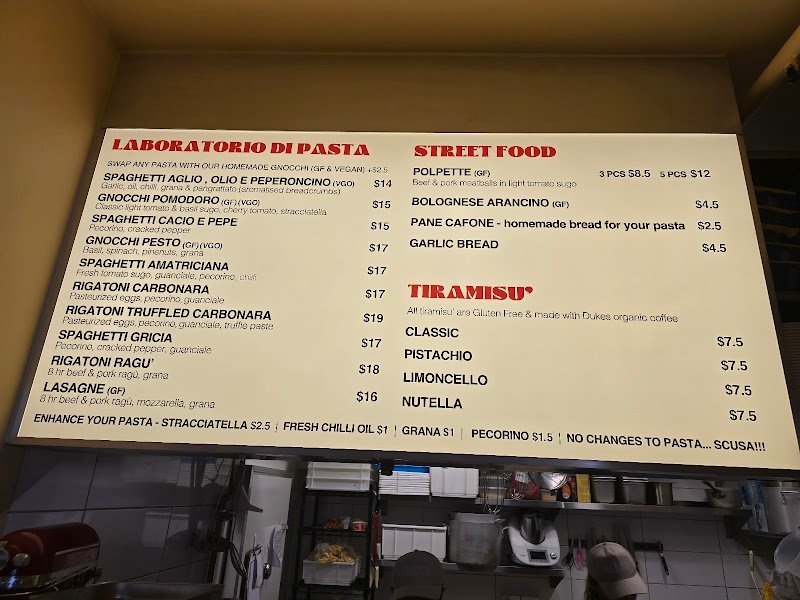 LABORATORIO DI PASTA
SWAP ANY PASTA WITH OUR HOMEMADE GNOCCHI (GF & VEGAN) +$2.5
SPAGHETTI AGLIO , OLIO E PEPERONCINO (VGO) $14
Garlic, oil, chilli, grana & pangrattato (aromatised breadcrumbs)
GNOCCHI POMODORO (GF) (VGO) $15
Classic light tomato & basil sugo, cherry tomato, stracciatella
SPAGHETTI CACIO E PEPE $15
Pecorino, cracked pepper
GNOCCHI PESTO (GF) (VGO) $17
Basil, spinach, pinenuts, grana
SPAGHETTI AMATRICIANA $17
Fresh tomato sugo, guanciale, pecorino, chilli
RIGATONI CARBONARA $17
Pasteurized eggs, pecorino, guanciale
RIGATONI TRUFFLED CARBONARA $19
Pasteurized eggs, pecorino, guanciale, truffle paste
SPAGHETTI GRICIA $17
Pecorino, cracked pepper, guanciale
RIGATONI RAGU' $18
8 hr beef & pork ragù, grana
LASAGNE (GF) $16
8 hr beef & pork ragù, mozzarella, grana
STREET FOOD
POLPETTE (GF) 3 PCS $8.5 5 PCS $12
Beef & pork meatballs in light tomato sugo
BOLOGNESE ARANCINO (GF) $4.5
PANE CAFONE - homemade bread for your pasta $2.5
GARLIC BREAD $4.5
TIRAMISU'
All tiramisu' are Gluten Free & made with Dukes organic coffee
CLASSIC $7.5
PISTACHIO $7.5
LIMONCELLO $7.5
NUTELLA $7.5
ENHANCE YOUR PASTA - STRACCIATELLA $2.5 | FRESH CHILLI OIL $1 | GRANA $1 | PECORINO $1.5 | NO CHANGES TO PASTA... SCUSA!!!